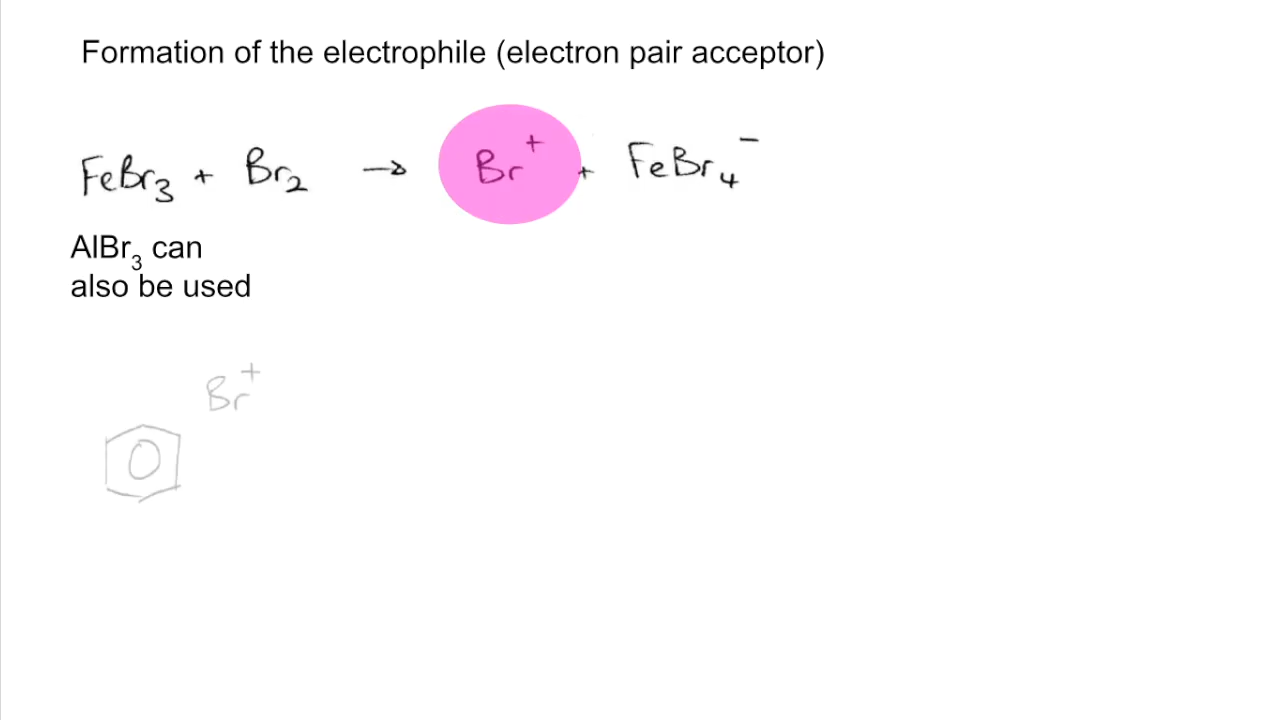 Formation of the electrophile (electron pair acceptor)
FeBr₃ + Br₂ → Br⁺ + FeBr₄⁻
AlBr₃ can
also be used
Br⁺